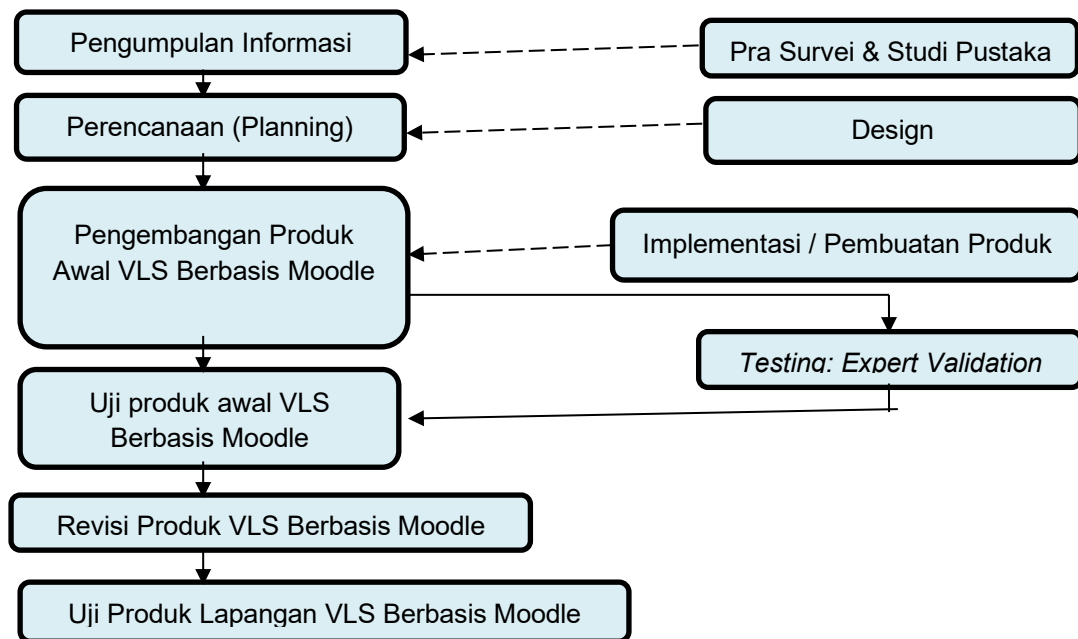 Pengumpulan Informasi
Pra Survei & Studi Pustaka
Perencanaan (Planning)
Design
Pengembangan Produk
Awal VLS Berbasis Moodle
Implementasi / Pembuatan Produk
Testing: Expert Validation
Uji produk awal VLS
Berbasis Moodle
Revisi Produk VLS Berbasis Moodle
Uji Produk Lapangan VLS Berbasis Moodle